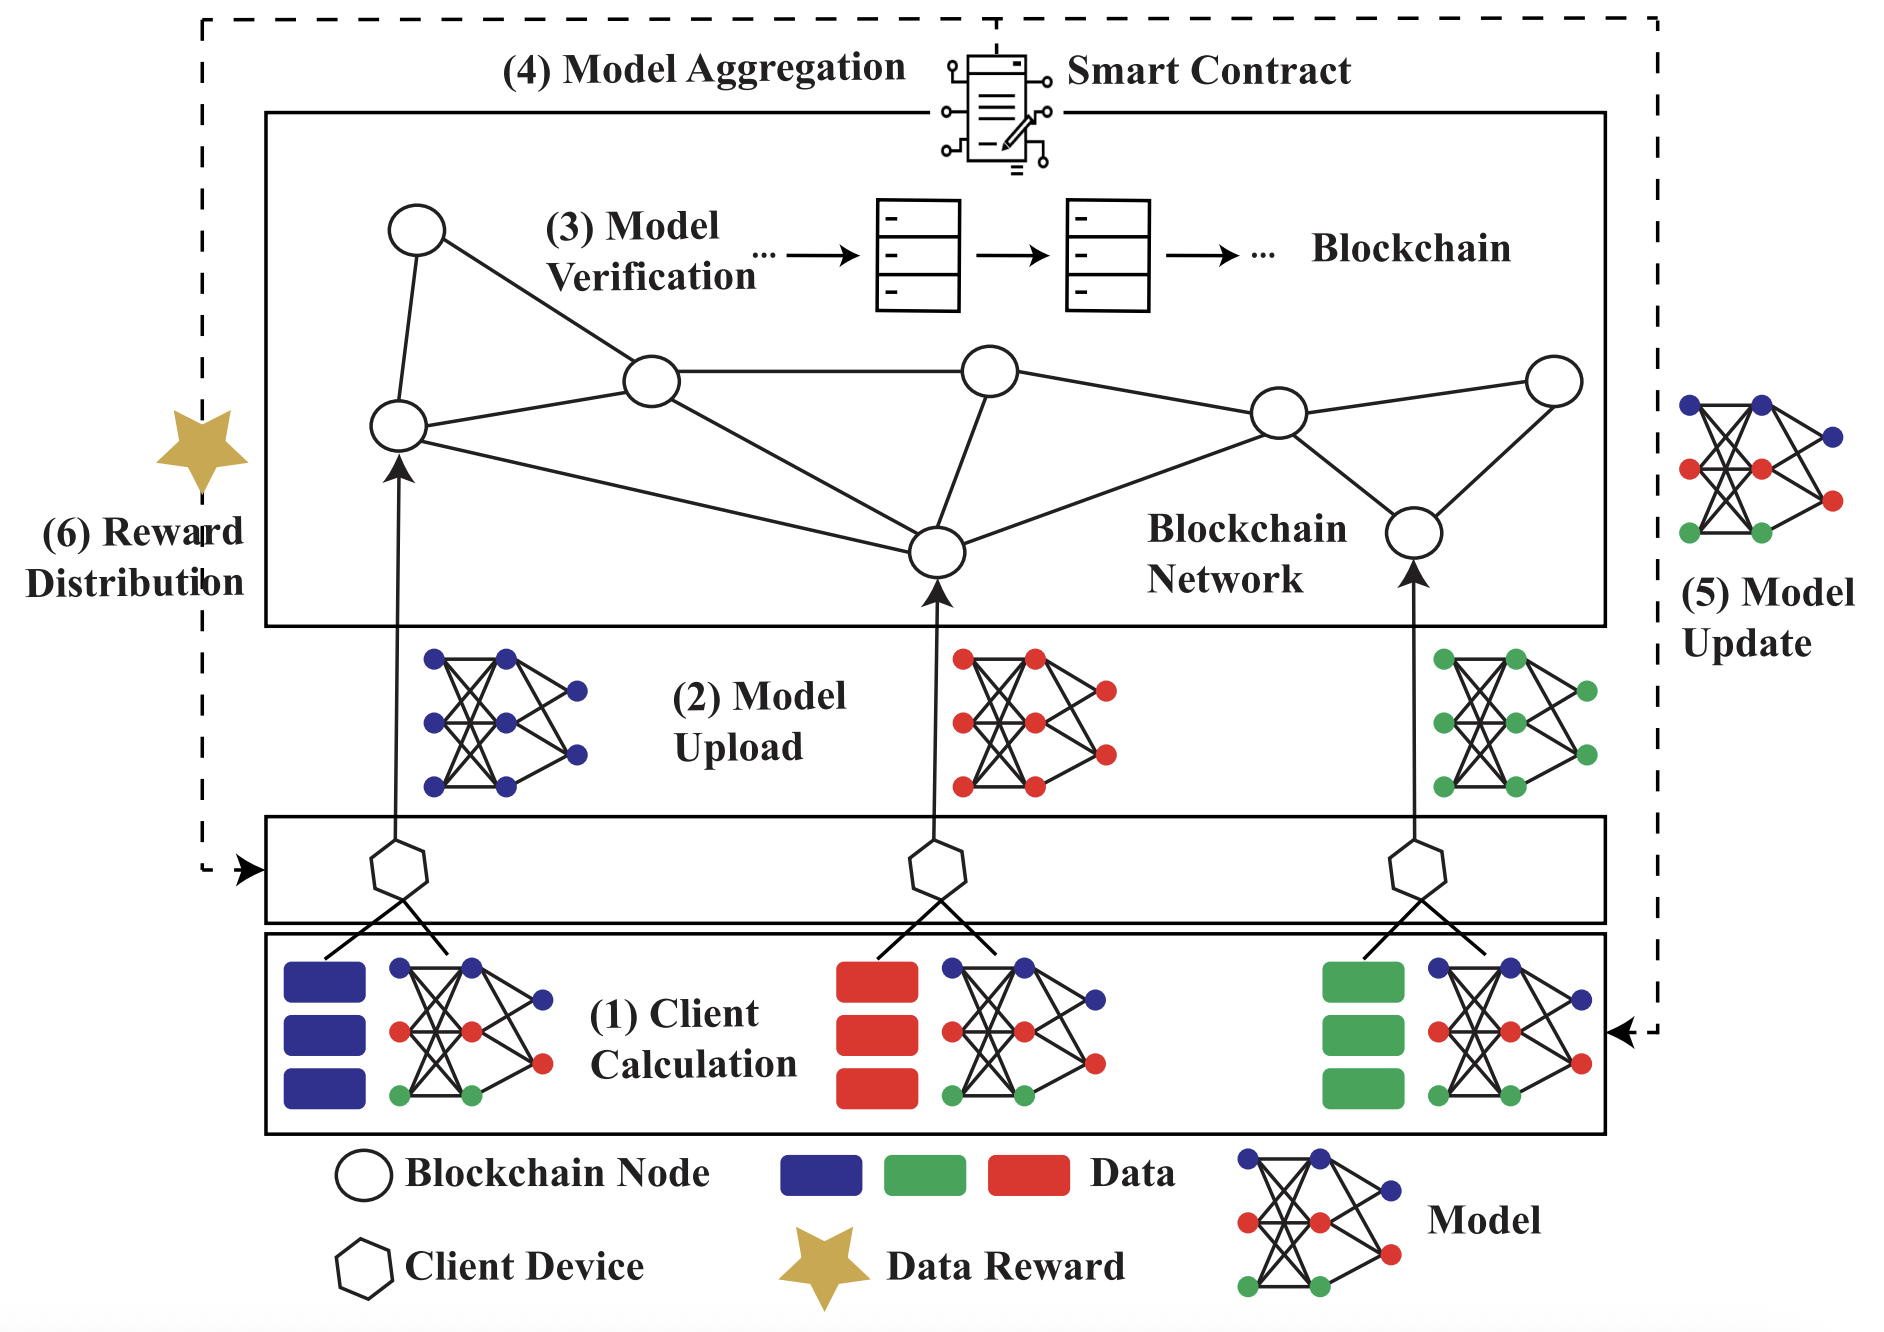 (4) Model Aggregation
Smart Contract
(3) Model
Verification
...
...
Blockchain
(6) Reward
Distribution
Blockchain
Network
(5) Model
Update
(2) Model
Upload
(1) Client
Calculation
Blockchain Node
Data
Model
Client Device
Data Reward